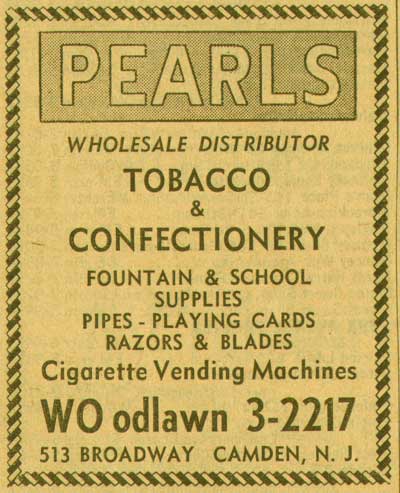 PEARLS
WHOLESALE DISTRIBUTOR
TOBACCO
&
CONFECTIONERY
FOUNTAIN & SCHOOL
SUPPLIES
PIPES - PLAYING CARDS
RAZORS & BLADES
Cigarette Vending Machines
WO odlawn 3-2217
513 BROADWAY CAMDEN, N. J.